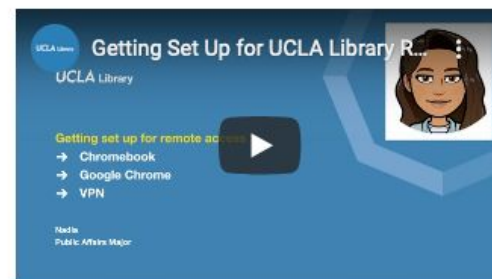 UCLA Library
Getting Set Up for UCLA Library R...
UCLA Library
Getting set up for remote access
→ Chromebook
→ Google Chrome
→ VPN
Nadia
Public Affairs Major